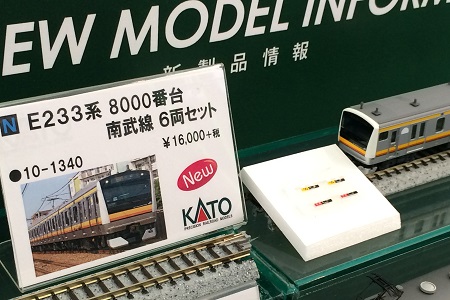 EW MODEL INFORM
新製品情報
N E233系 8000番台
南武線 6両セット
¥16,000+税
●10-1340
New
KATO
PRECISION RAILROAD MODELS